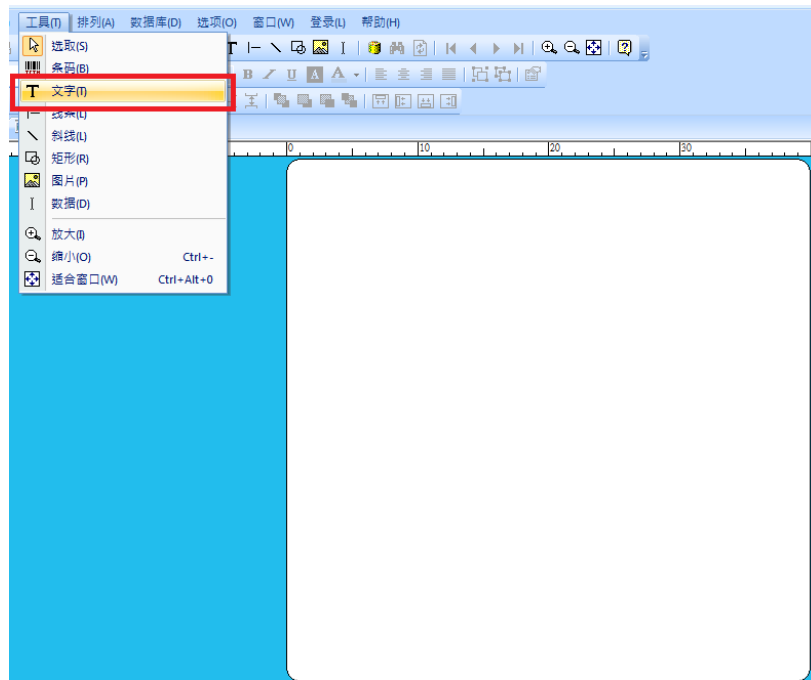 工具(T) 排列(A) 数据库(D) 选项(O) 窗口(W) 登录(L) 帮助(H)
选取(S)
条码(B)
文字(T)
线条(L)
斜线(L)
矩形(R)
图片(P)
数据(D)
放大(I)
缩小(O) Ctrl+-
适合窗口(W) Ctrl+Alt+0
B I U A A
0 10 20 30